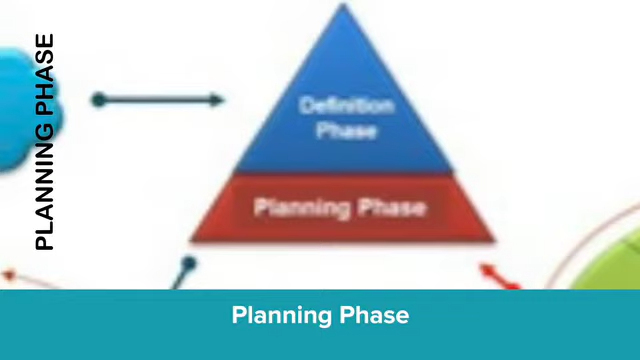 PLANNING PHASE
Definition
Phase
Planning Phase
Planning Phase